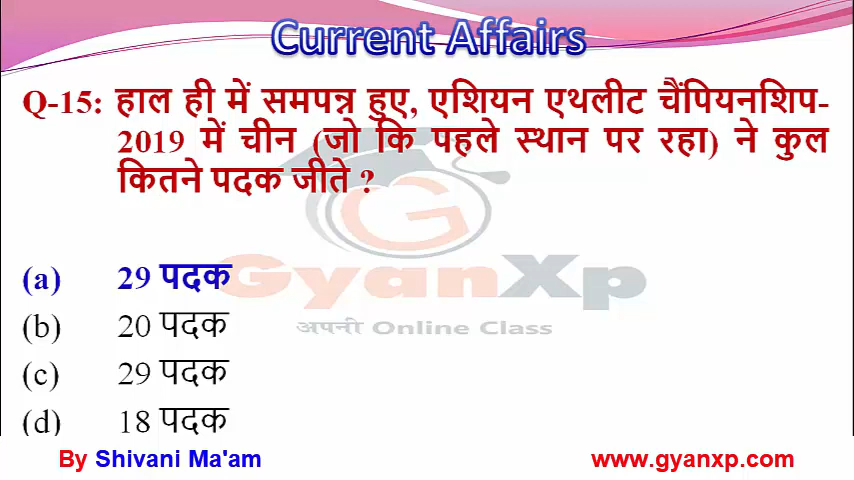 Current Affairs
Q-15: हाल ही में समपन्न हुए, एशियन एथलीट चैंपियनशिप-
2019 में चीन (जो कि पहले स्थान पर रहा) ने कुल
कितने पदक जीते ?
(a) 29 पदक
GyanXp
(b) 20 पदक
अपनी Online Class
(c) 29 पदक
(d) 18 पदक
By Shivani Ma'am www.gyanxp.com